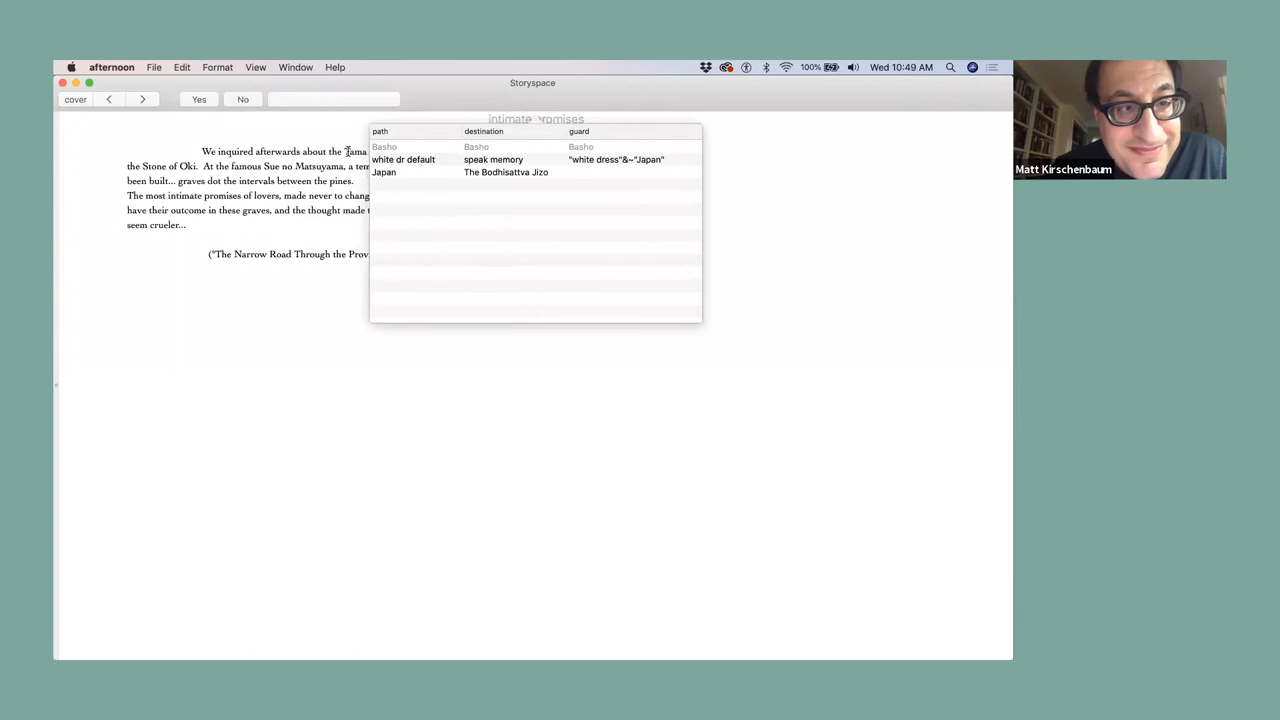 afternoon File Edit Format View Window Help 100% Wed 10:49 AM
Storyspace
cover Yes No
intimate promises
path destination guard
Basho Basho Basho
white dr default speak memory "white dress"&~"Japan"
Japan The Bodhisattva Jizo
We inquired afterwards about the Tama
the Stone of Oki. At the famous Sue no Matsuyama, a
been built... graves dot the intervals between the pines.
The most intimate promises of lovers, made never to
have their outcome in these graves, and the thought made
seem crueler...
("The Narrow Road Through the
Matt Kirschenbaum